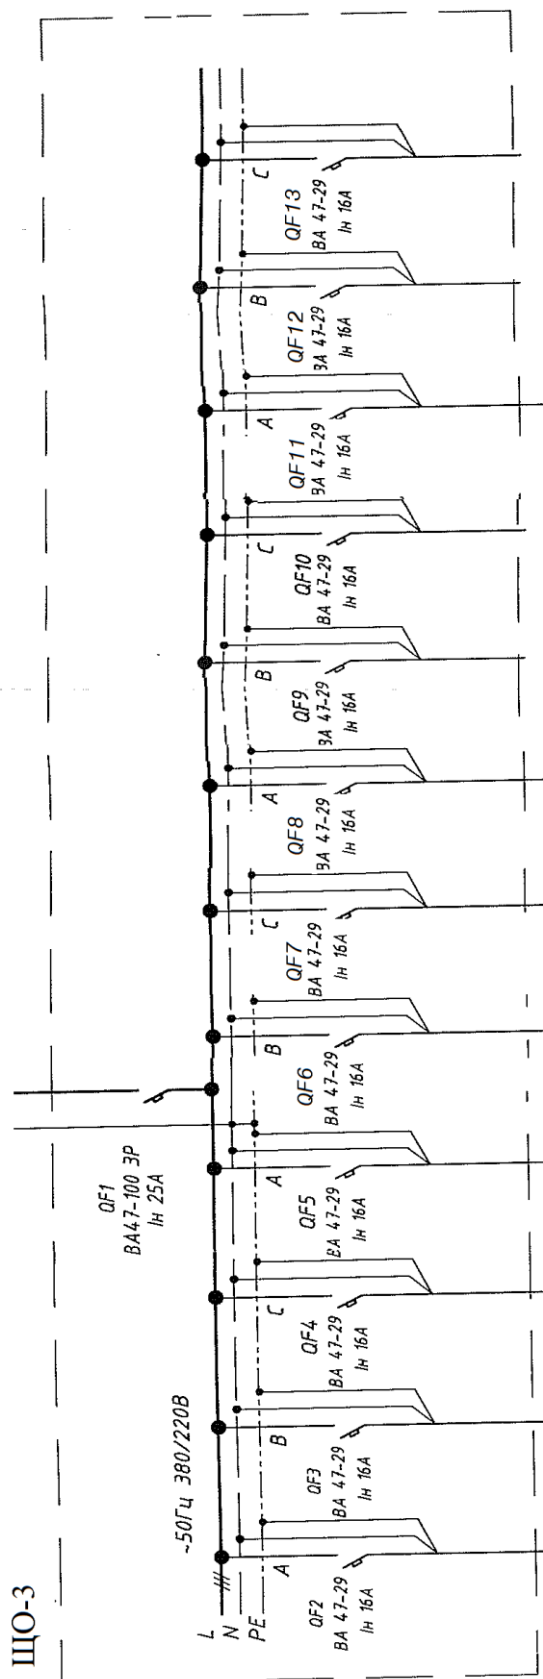 ЩО-3
~50Гц 380/220В
QF1
ВА47-100 3Р
Iн 25А
L
N
PE
A
QF2
ВА 47-29
Iн 16А
B
QF3
ВА 47-29
Iн 16А
C
QF4
ВА 47-29
Iн 16А
A
QF5
ВА 47-29
Iн 16А
B
QF6
ВА 47-29
Iн 16А
C
QF7
ВА 47-29
Iн 16А
A
QF8
ВА 47-29
Iн 16А
B
QF9
ВА 47-29
Iн 16А
C
QF10
ВА 47-29
Iн 16А
A
QF11
ВА 47-29
Iн 16А
B
QF12
ВА 47-29
Iн 16А
C
QF13
ВА 47-29
Iн 16А